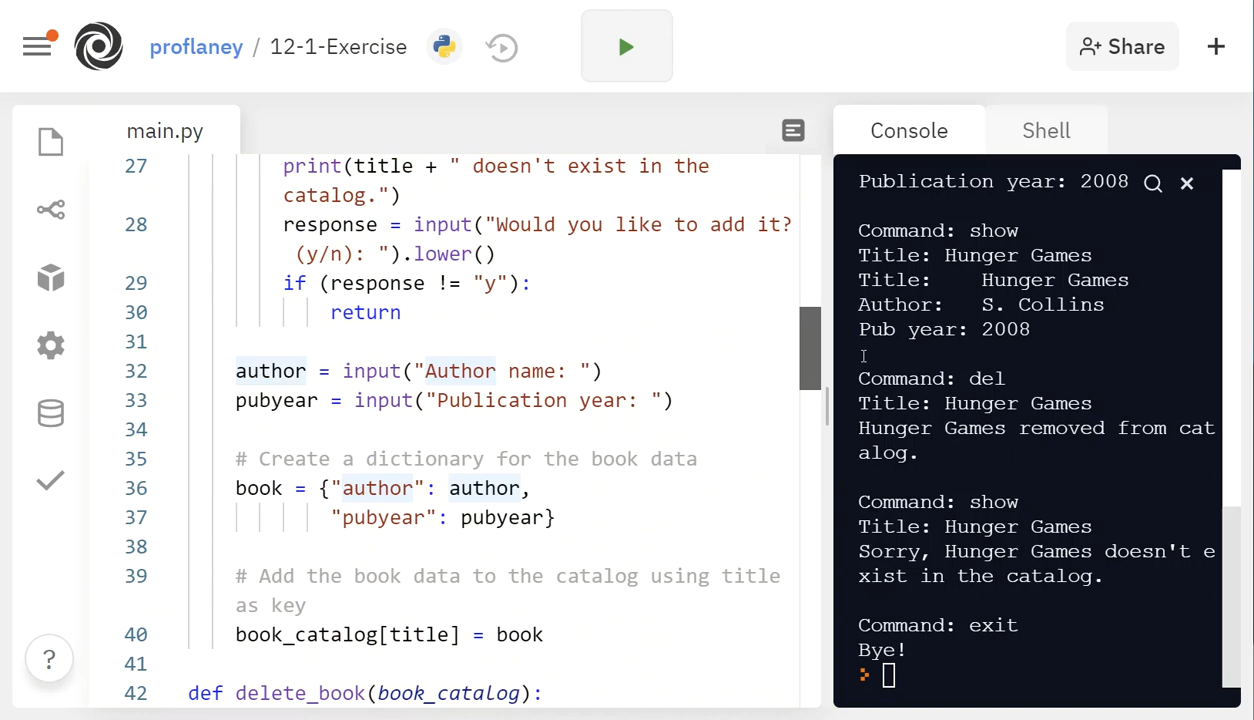 proflaney / 12-1-Exercise
Share
main.py
27 print(title + " doesn't exist in the
catalog.")
28 response = input("Would you like to add it?
(y/n): ").lower()
29 if (response != "y"):
30 return
31
32 author = input("Author name: ")
33 pubyear = input("Publication year: ")
34
35 # Create a dictionary for the book data
36 book = {"author": author,
37 "pubyear": pubyear}
38
39 # Add the book data to the catalog using title
as key
40 book_catalog[title] = book
41
42 def delete_book(book_catalog):
?
Console
Shell
Publication year: 2008
Command: show
Title: Hunger Games
Title:    Hunger Games
Author:   S. Collins
Pub year: 2008
Command: del
Title: Hunger Games
Hunger Games removed from cat
alog.
Command: show
Title: Hunger Games
Sorry, Hunger Games doesn't e
xist in the catalog.
Command: exit
Bye!